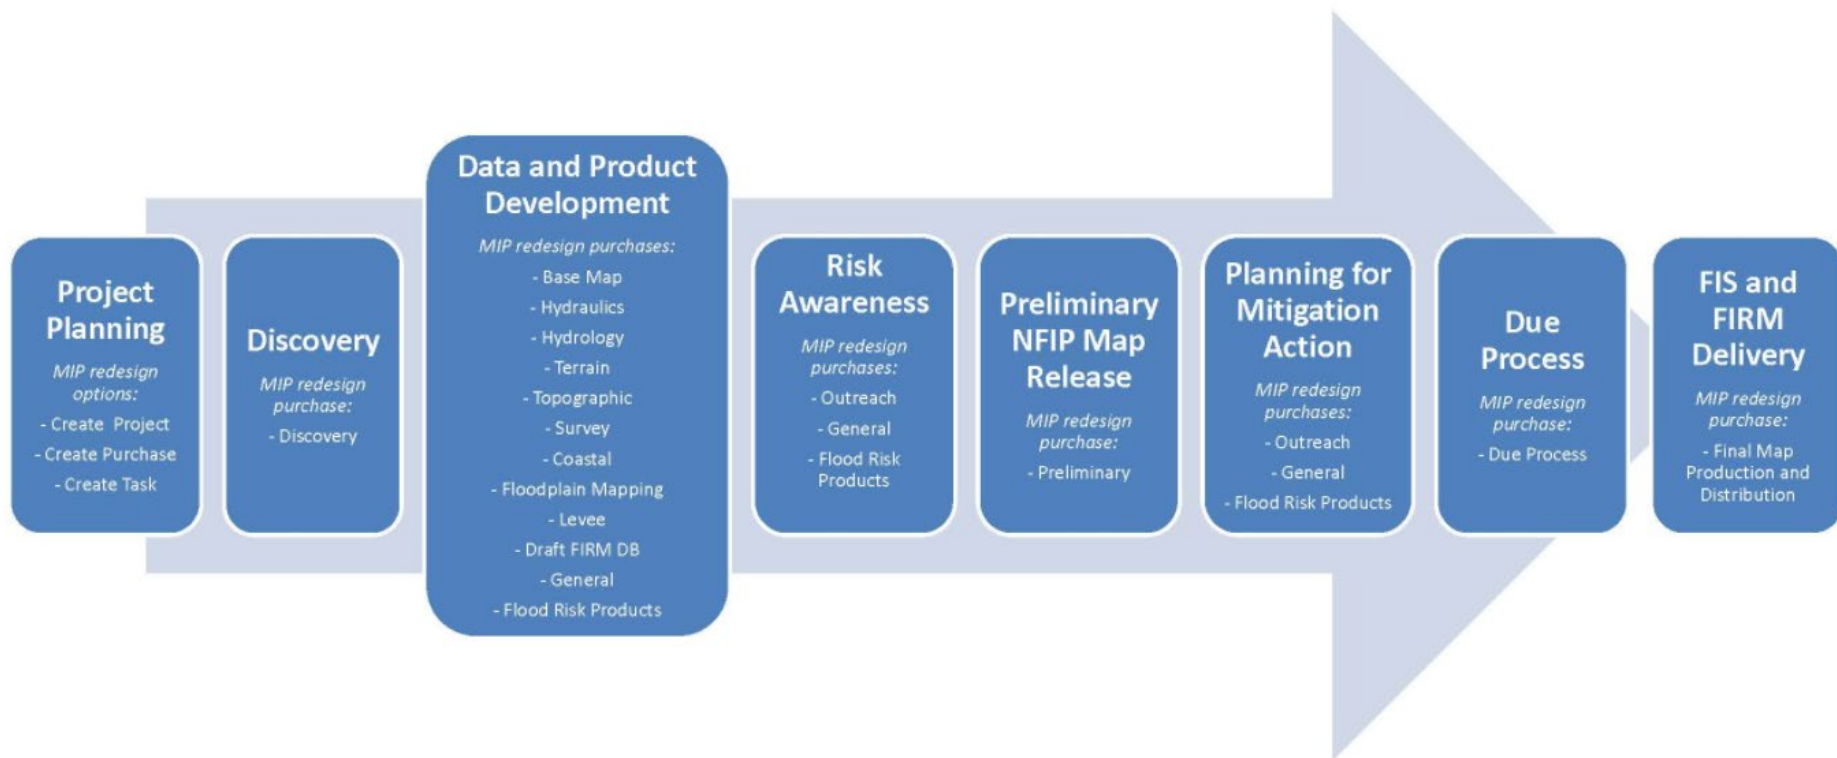 Project
Planning
MIP redesign
options:
- Create Project
- Create Purchase
- Create Task
Discovery
MIP redesign
purchase:
- Discovery
Data and Product
Development
MIP redesign purchases:
- Base Map
- Hydraulics
- Hydrology
- Terrain
- Topographic
- Survey
- Coastal
- Floodplain Mapping
- Levee
- Draft FIRM DB
- General
- Flood Risk Products
Risk
Awareness
MIP redesign
purchases:
- Outreach
- General
- Flood Risk
Products
Preliminary
NFIP Map
Release
MIP redesign
purchase:
- Preliminary
Planning for
Mitigation
Action
MIP redesign
purchases:
- Outreach
- General
- Flood Risk Products
Due
Process
MIP redesign
purchase:
- Due Process
FIS and
FIRM
Delivery
MIP redesign
purchase:
- Final Map
Production and
Distribution